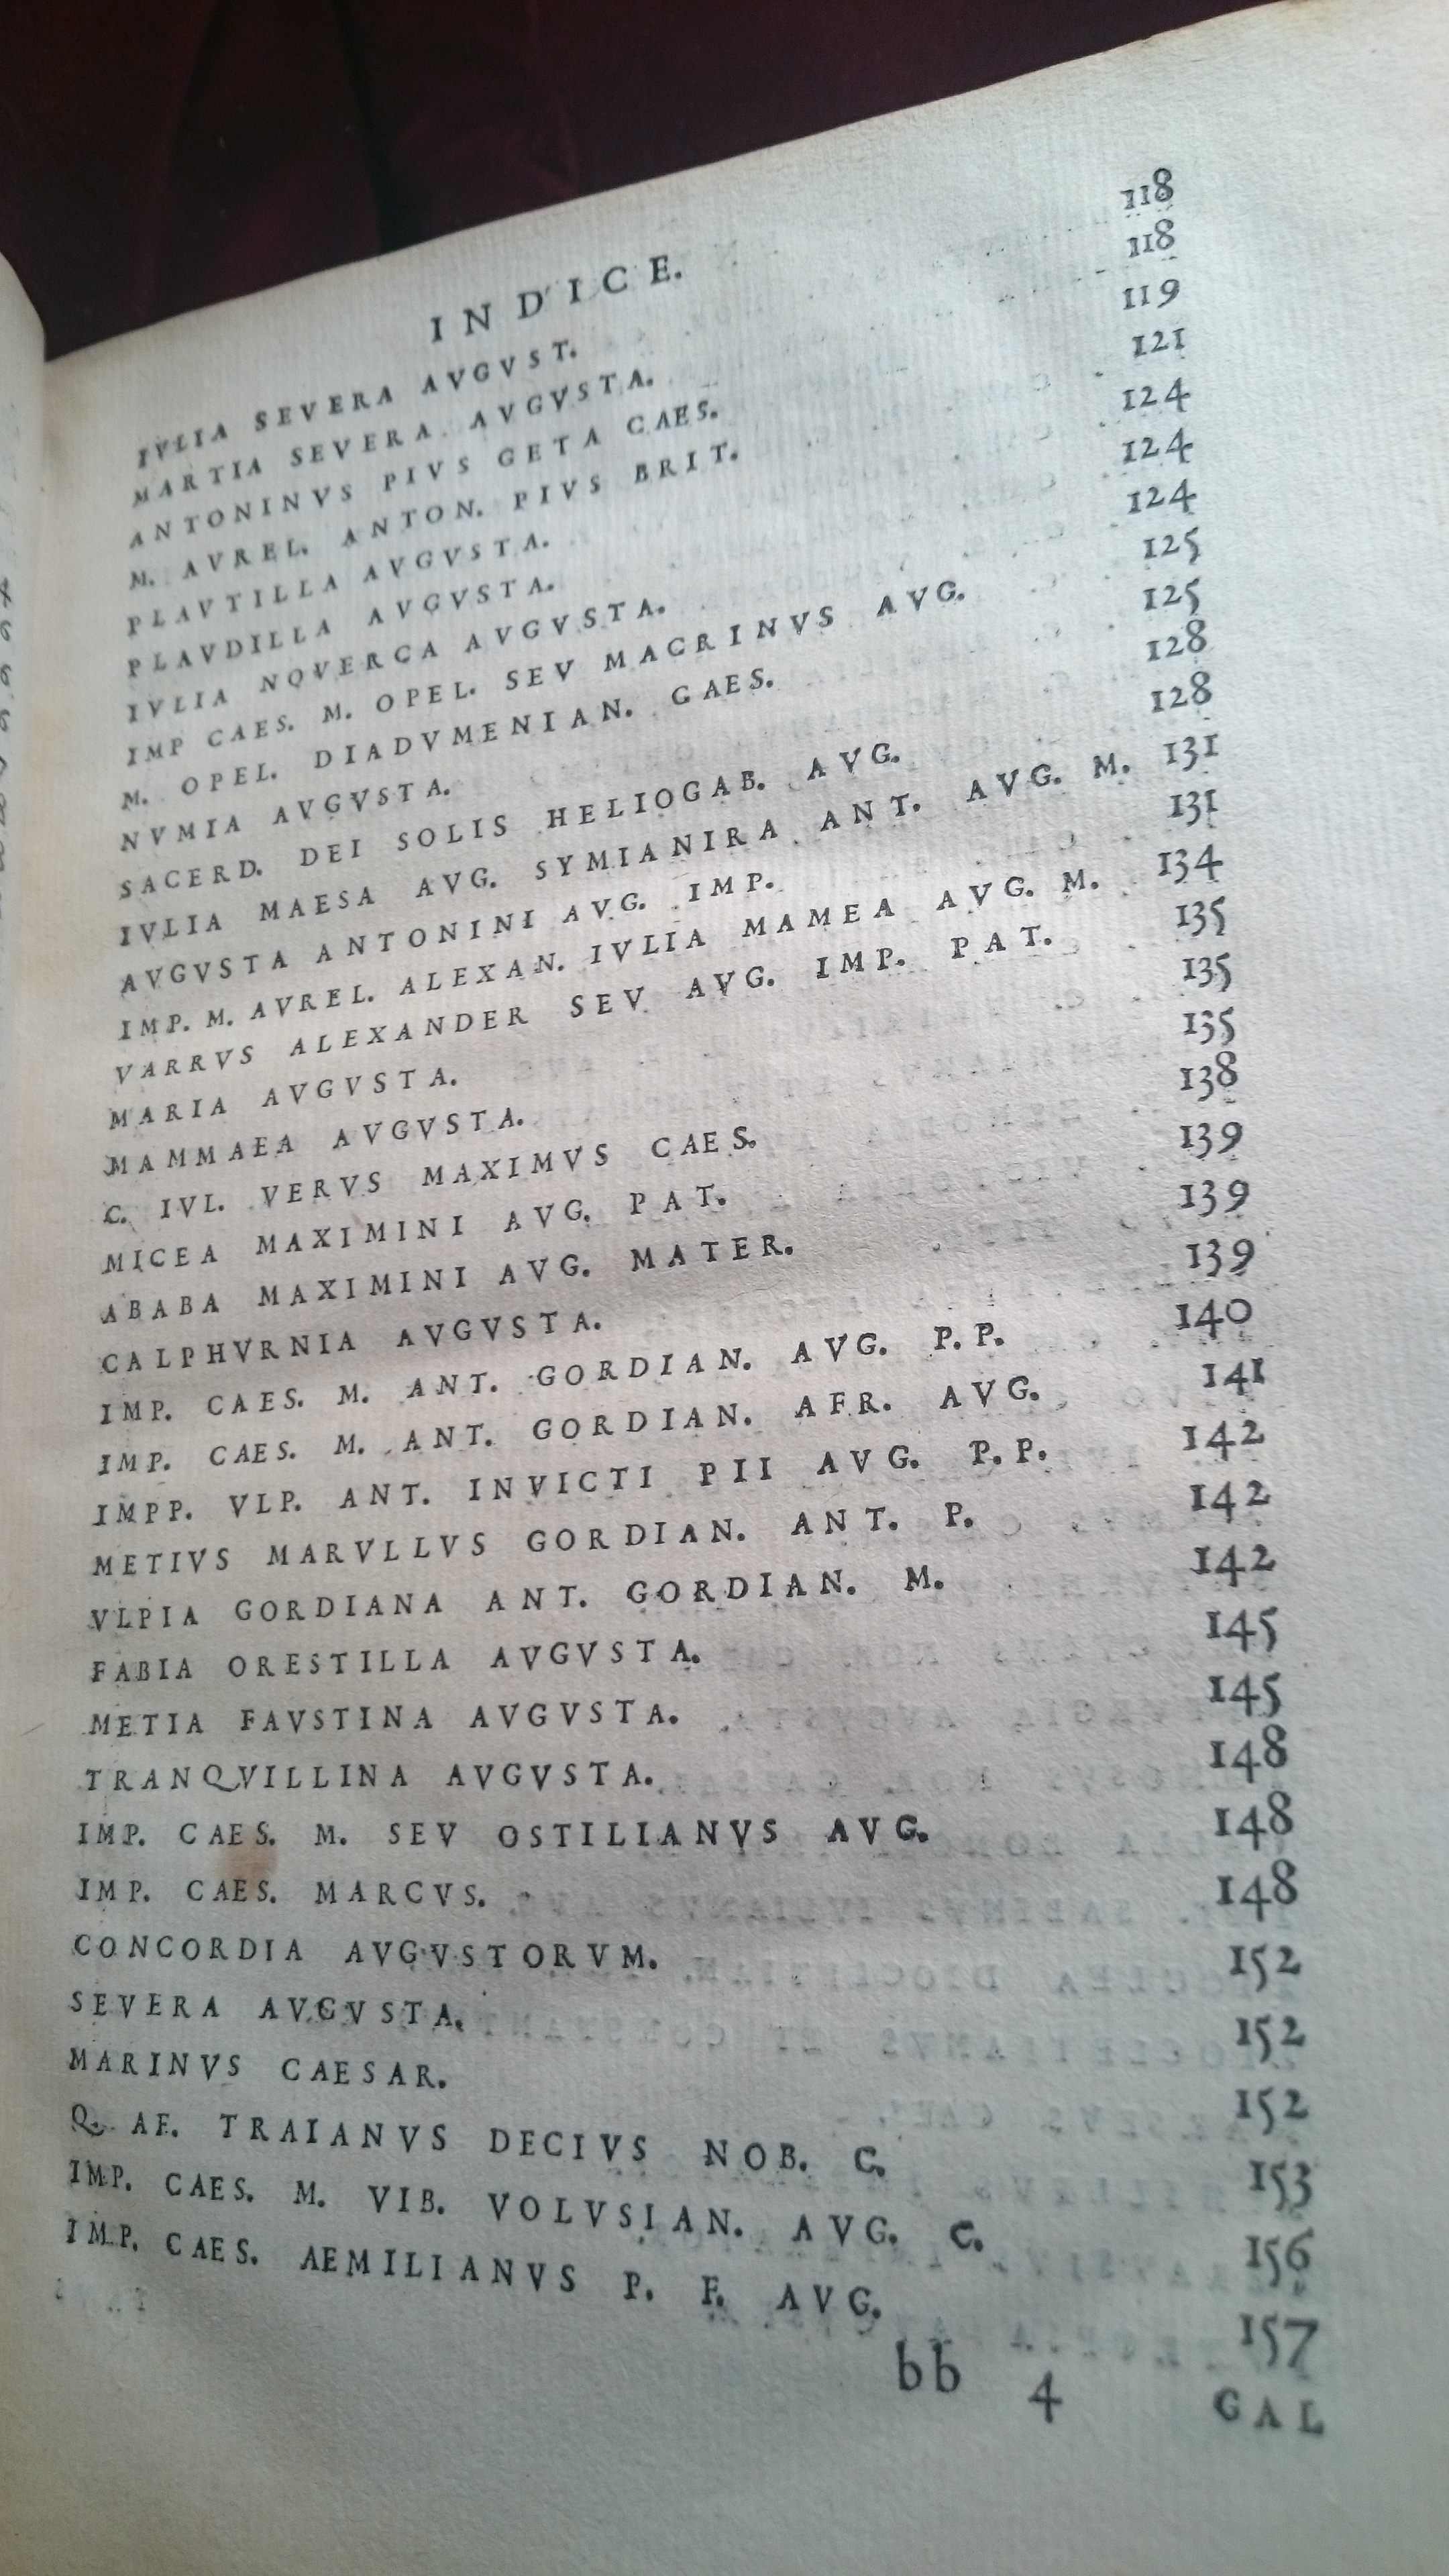 INDICE.
IVLIA SEVERA AVGVST. 118
MARTIA SEVERA AVGVSTA. 118
ANTONINVS PIVS GETA CAES. 119
M. AVREL. ANTON. PIVS BRIT. 121
PLAVTILLA AVGVSTA. 124
PLAVDILLA AVGVSTA. 124
IVLIA NOVERCA AVGVSTA. 124
IMP CAES. M. OPEL. SEV MACRINVS AVG. 125
M. OPEL. DIADVMENIAN. CAES. 125
NVMIA AVGVSTA. 128
SACERD. DEI SOLIS HELIOGAB. AVG. 128
IVLIA MAESA AVG. SYMIANIRA ANT. AVG. M. 131
AVGVSTA ANTONINI AVG. IMP. 131
IMP. M. AVREL. ALEXAN. IVLIA MAMEA AVG. M. 134
VARRVS ALEXANDER SEV AVG. IMP. PAT. 135
MARIA AVGVSTA. 135
MAMMAEA AVGVSTA. 135
C. IVL. VERVS MAXIMVS CAES. 138
MICEA MAXIMINI AVG. PAT. 139
ABABA MAXIMINI AVG. MATER. 139
CALPHVRNIA AVGVSTA. 139
IMP. CAES. M. ANT. GORDIAN. AVG. P. P. 140
IMP. CAES. M. ANT. GORDIAN. AFR. AVG. 141
IMPP. VLP. ANT. INVICTI PII AVG. P. P. 142
METIVS MARVLLVS GORDIAN. ANT. P. 142
VLPIA GORDIANA ANT. GORDIAN. M. 142
FABIA ORESTILLA AVGVSTA. 145
METIA FAVSTINA AVGVSTA. 145
TRANQVILLINA AVGVSTA. 148
IMP. CAES. M. SEV OSTILIANVS AVG. 148
IMP. CAES. MARCVS. 148
CONCORDIA AVGVSTORVM. 152
SEVERA AVGVSTA. 152
MARINVS CAESAR. 152
Q. AE. TRAIANVS DECIVS NOB. C. 153
IMP. CAES. M. VIB. VOLVSIAN. AVG. C. 156
IMP. CAES. AEMILIANVS P. F. AVG. 157
bb 4 GAL